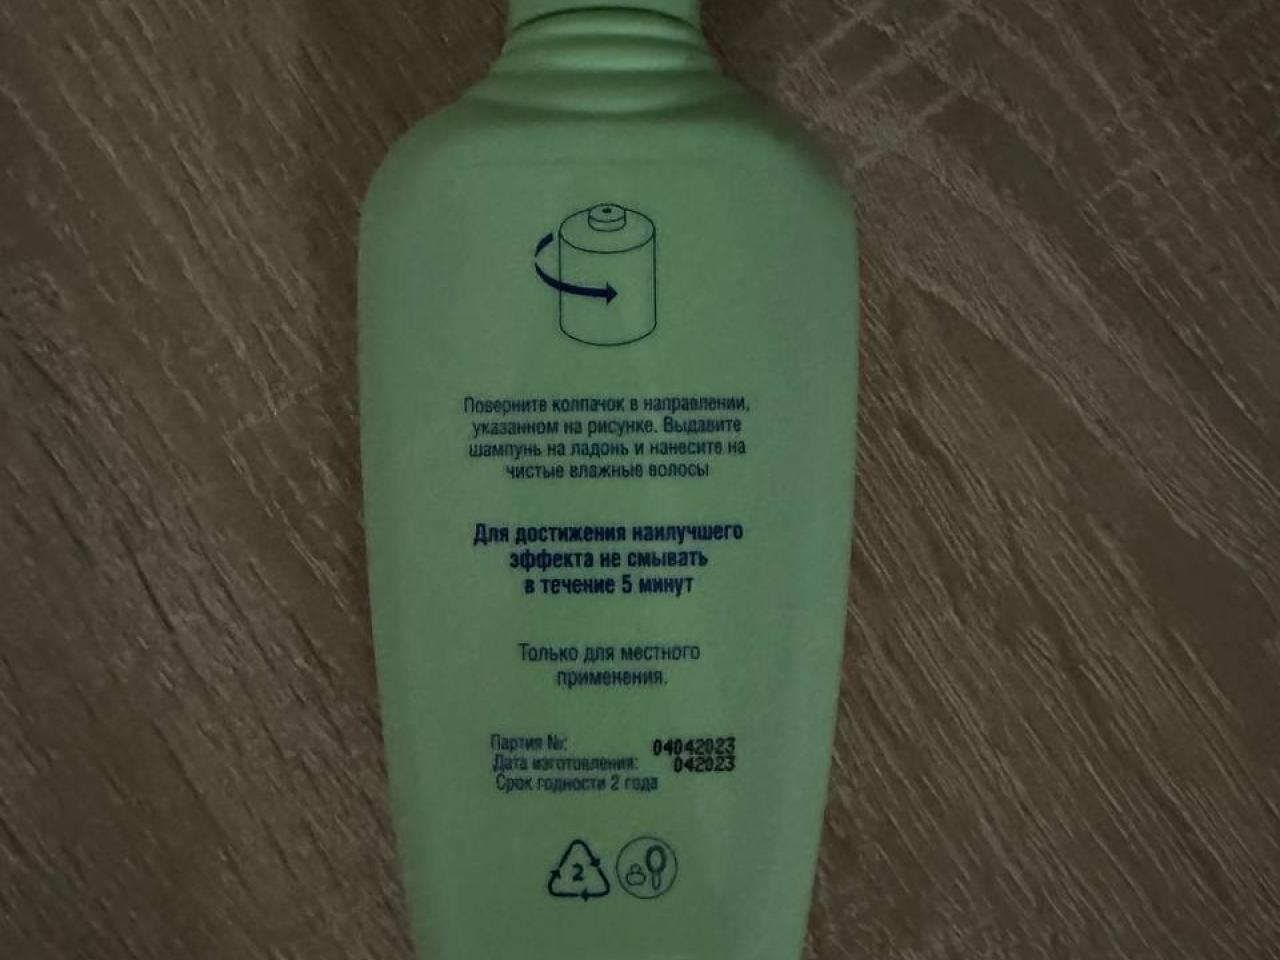 Поверните колпачок в направлении,
указанном на рисунке. Выдавите
шампунь на ладонь и нанесите на
чистые влажные волосы
Для достижения наилучшего
эффекта не смывать
в течение 5 минут
Только для местного
применения.
Партия №: 04042023
Дата изготовления: 042023
Срок годности 2 года
2